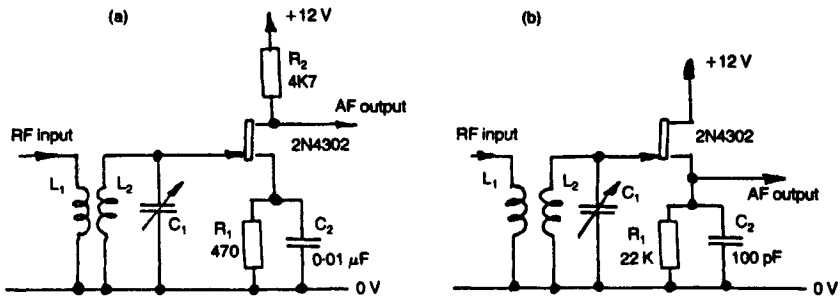 (a)
+12 V
R₂
4K7
AF output
RF input
2N4302
L₁
L₂
C₁
R₁
470
C₂
0·01 μF
0 V
(b)
+12 V
RF input
2N4302
L₁
L₂
C₁
AF output
R₁
22 K
C₂
100 pF
0 V